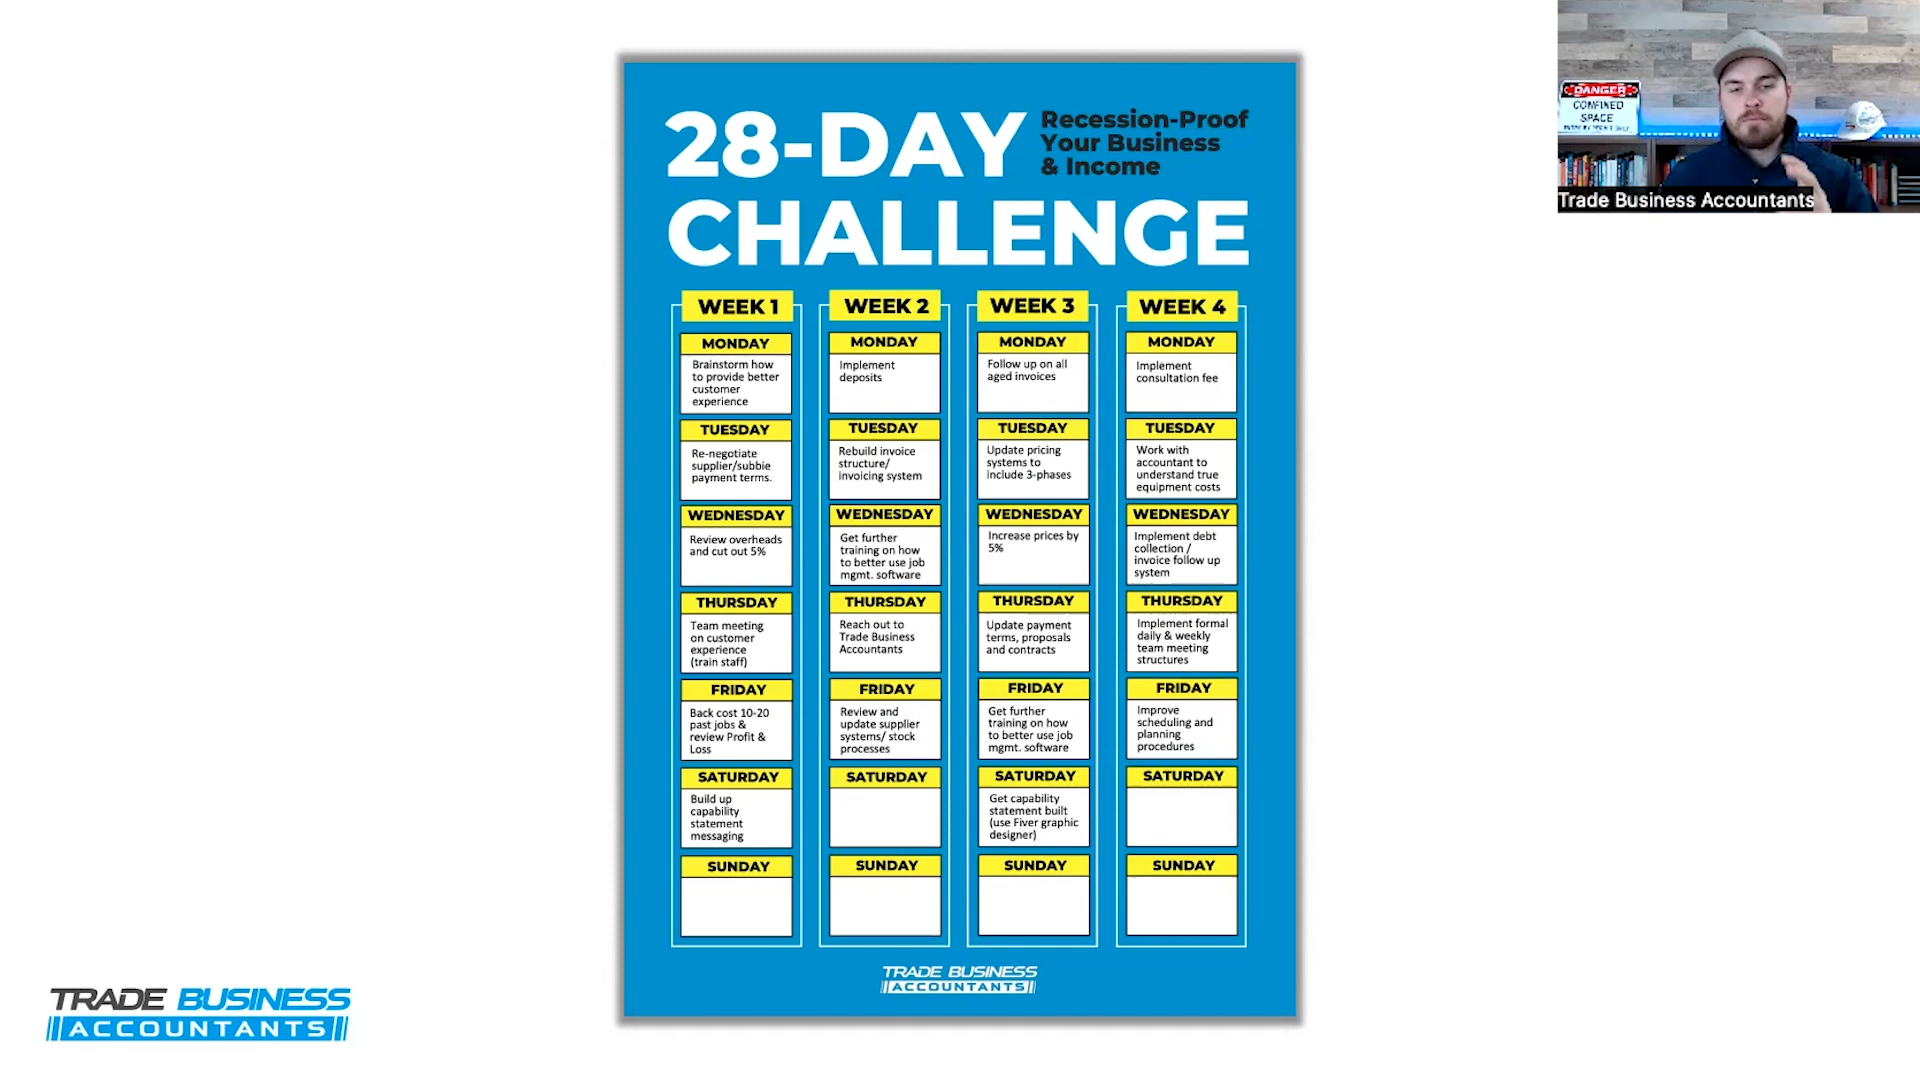 28-DAY
CHALLENGE
Recession-Proof
Your Business
& Income
WEEK 1
MONDAY
Brainstorm how
to provide better
customer
experience
TUESDAY
Re-negotiate
supplier/subbie
payment terms.
WEDNESDAY
Review overheads
and cut out 5%
THURSDAY
Team meeting
on customer
experience
(train staff)
FRIDAY
Back cost 10-20
past jobs &
review Profit &
Loss
SATURDAY
Build up
capability
statement
messaging
SUNDAY
WEEK 2
MONDAY
Implement
deposits
TUESDAY
Rebuild invoice
structure/
invoicing system
WEDNESDAY
Get further
training on how
to better use job
mgmt. software
THURSDAY
Reach out to
Trade Business
Accountants
FRIDAY
Review and
update supplier
systems/ stock
processes
SATURDAY
SUNDAY
WEEK 3
MONDAY
Follow up on all
aged invoices
TUESDAY
Update pricing
systems to
include 3-phases
WEDNESDAY
Increase prices by
5%
THURSDAY
Update payment
terms, proposals
and contracts
FRIDAY
Get further
training on how
to better use job
mgmt. software
SATURDAY
Get capability
statement built
(use Fiver graphic
designer)
SUNDAY
WEEK 4
MONDAY
Implement
consultation fee
TUESDAY
Work with
accountant to
understand true
equipment costs
WEDNESDAY
Implement debt
collection /
invoice follow up
system
THURSDAY
Implement formal
daily & weekly
team meeting
structures
FRIDAY
Improve
scheduling and
planning
procedures
SATURDAY
SUNDAY
TRADE BUSINESS
ACCOUNTANTS
TRADE BUSINESS
ACCOUNTANTS
DANGER
CONFINED
SPACE
Trade Business Accountants